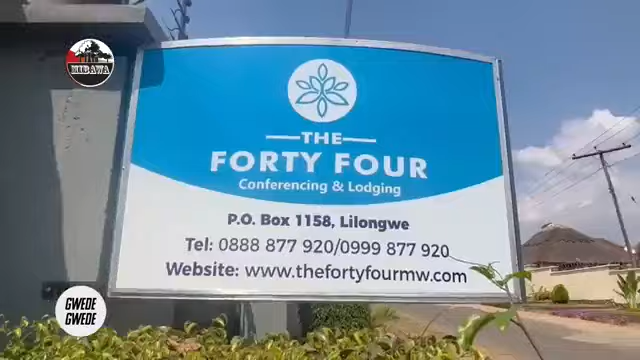 MIBAWA
THE
FORTY FOUR
Conferencing & Lodging
P.O. Box 1158, Lilongwe
Tel: 0888 877 920/0999 877 920
Website: www.thefortyfourmw.com
GWEDE
GWEDE